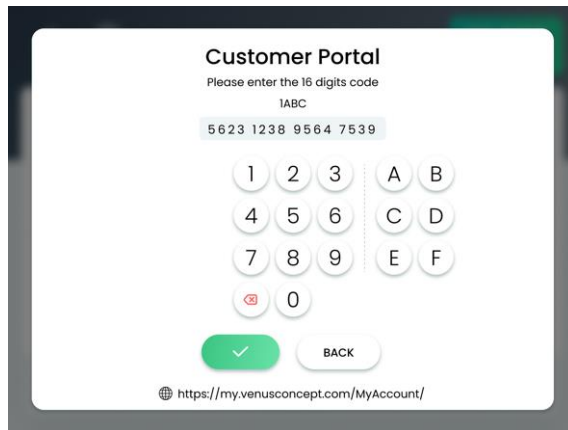 Customer Portal
Please enter the 16 digits code
1ABC
5623 1238 9564 7539
1 2 3 A B
4 5 6 C D
7 8 9 E F
0
BACK
https://my.venusconcept.com/MyAccount/